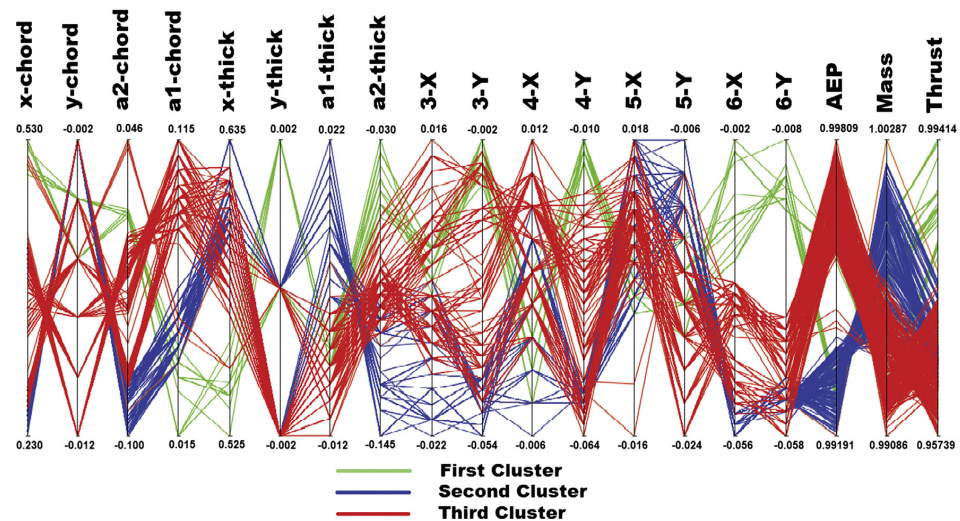 x-chord y-chord a2-chord a1-chord x-thick y-thick a1-thick a2-thick 3-X 3-Y 4-X 4-Y 5-X 5-Y 6-X 6-Y AEP Mass Thrust
0.530 -0.002 0.046 0.115 0.635 0.002 0.022 -0.030 0.016 -0.002 0.012 -0.010 0.018 -0.006 -0.002 -0.008 0.99809 1.00287 0.99414
0.230 -0.012 -0.100 0.015 0.525 -0.002 -0.012 -0.145 -0.022 -0.054 -0.006 -0.064 -0.016 -0.024 -0.056 -0.058 0.99191 0.99086 0.95739
First Cluster
Second Cluster
Third Cluster